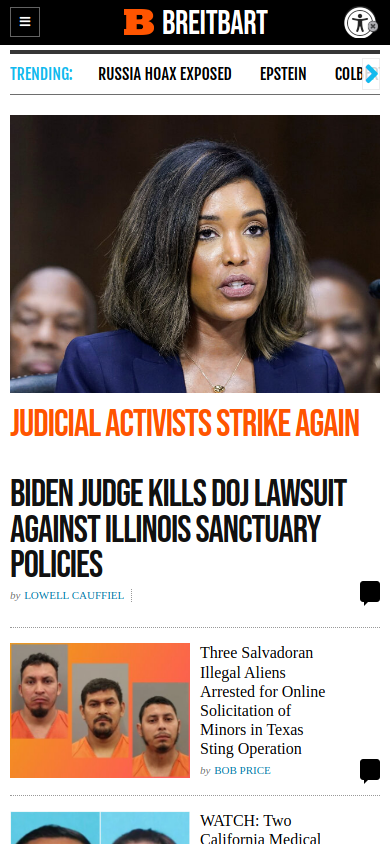 B BREITBART
TRENDING: RUSSIA HOAX EXPOSED EPSTEIN COLB
JUDICIAL ACTIVISTS STRIKE AGAIN
BIDEN JUDGE KILLS DOJ LAWSUIT
AGAINST ILLINOIS SANCTUARY
POLICIES
by LOWELL CAUFFIEL
Three Salvadoran
Illegal Aliens
Arrested for Online
Solicitation of
Minors in Texas
Sting Operation
by BOB PRICE
WATCH: Two
California Medical